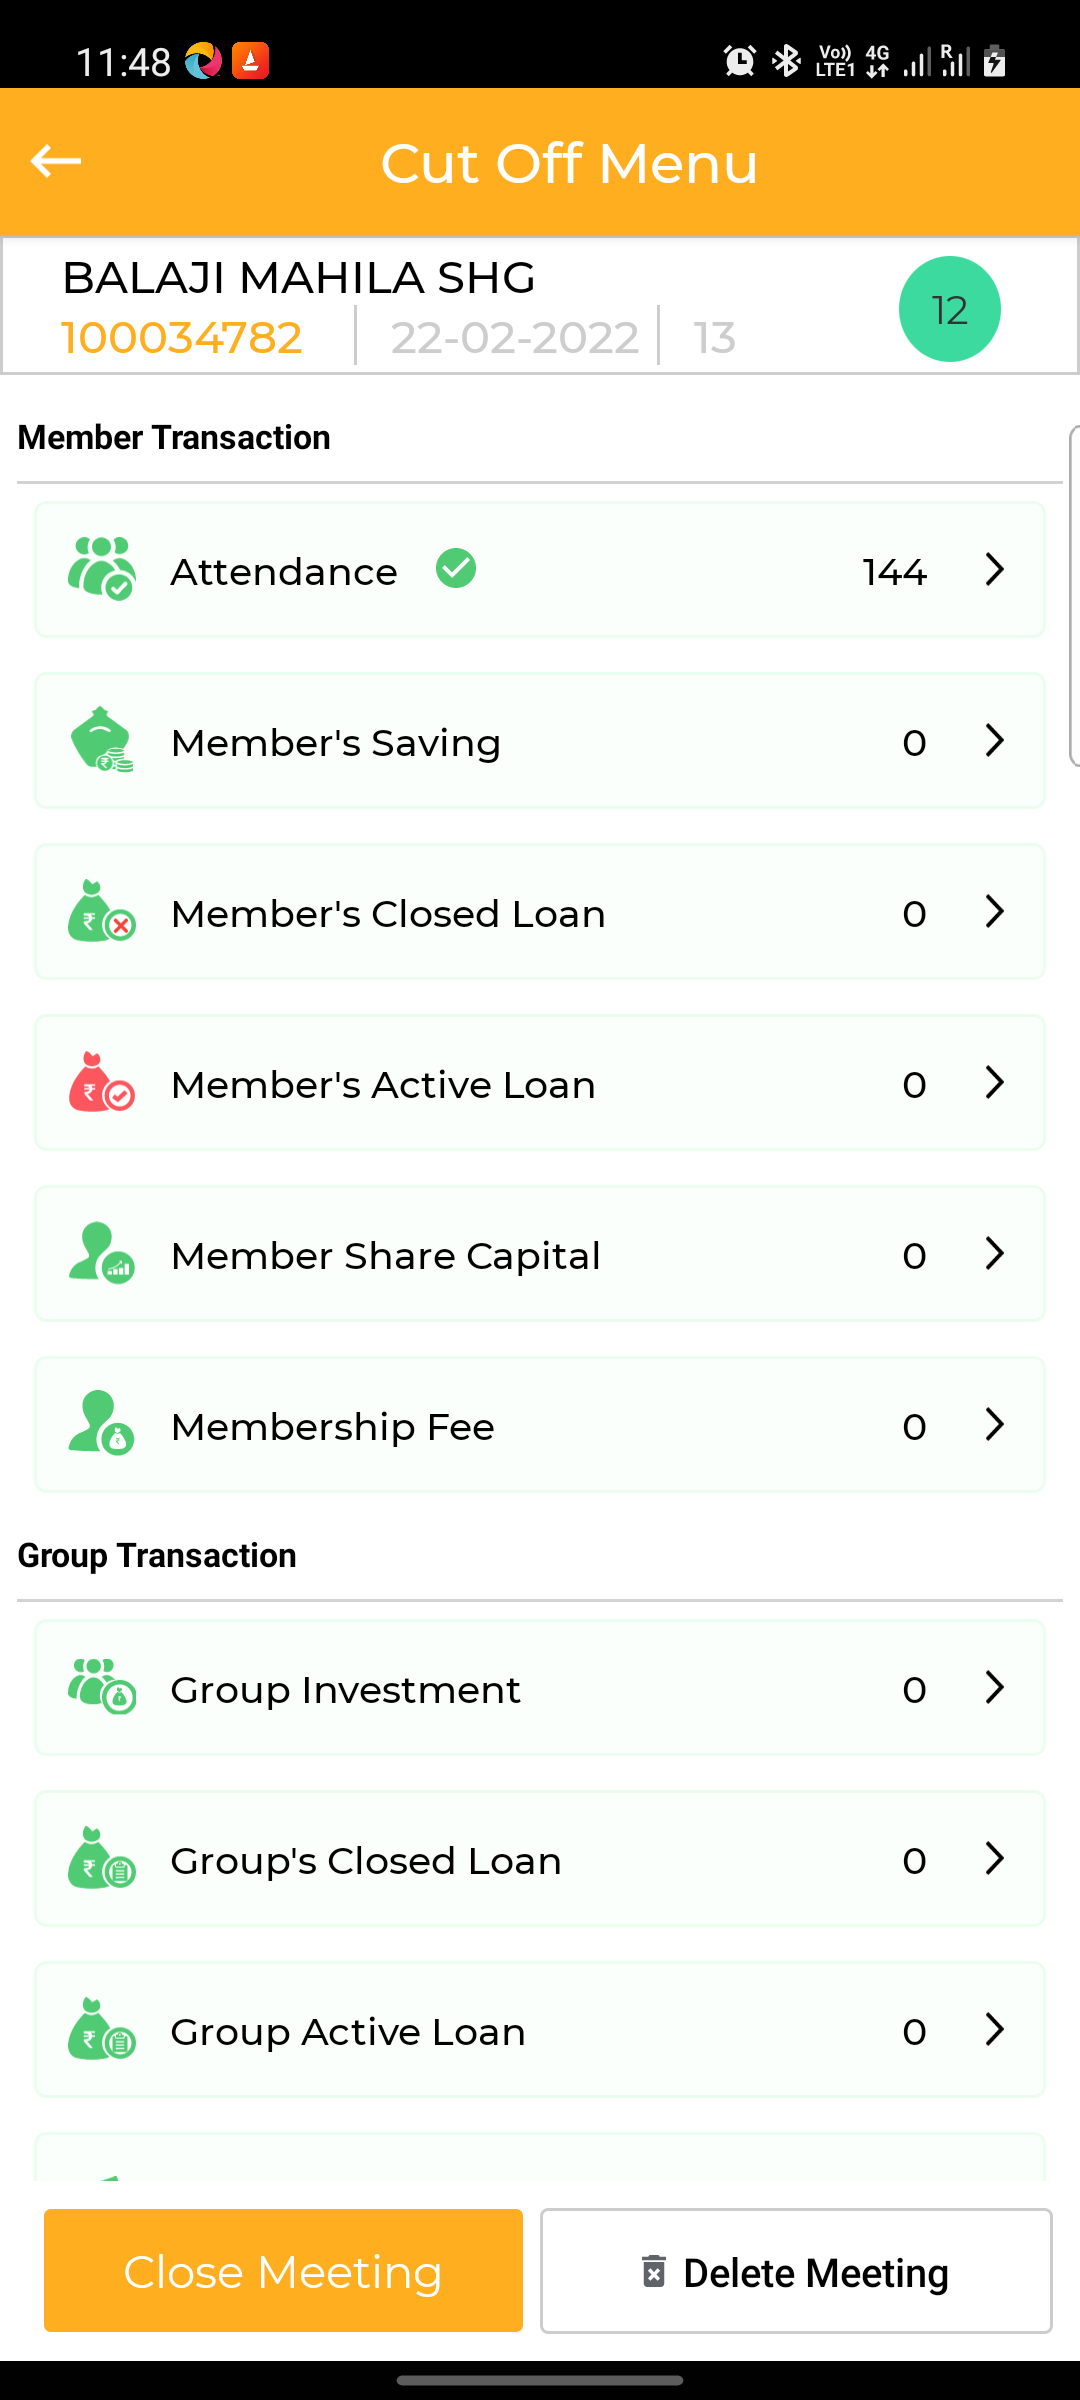 11:48 Vo)) LTE1 4G R
Cut Off Menu
BALAJI MAHILA SHG
100034782 22-02-2022 13
12
Member Transaction
Attendance 144
Member's Saving 0
Member's Closed Loan 0
Member's Active Loan 0
Member Share Capital 0
Membership Fee 0
Group Transaction
Group Investment 0
Group's Closed Loan 0
Group Active Loan 0
Close Meeting Delete Meeting